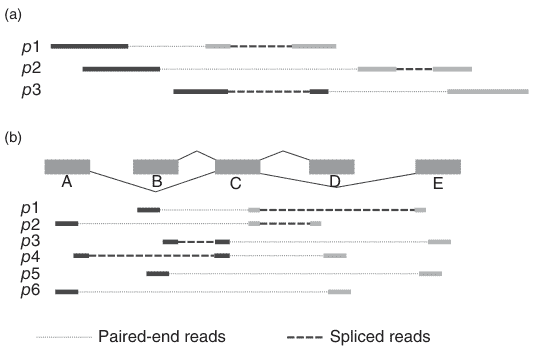 (a)
p1
p2
p3
(b)
A B C D E
p1
p2
p3
p4
p5
p6
Paired-end reads Spliced reads